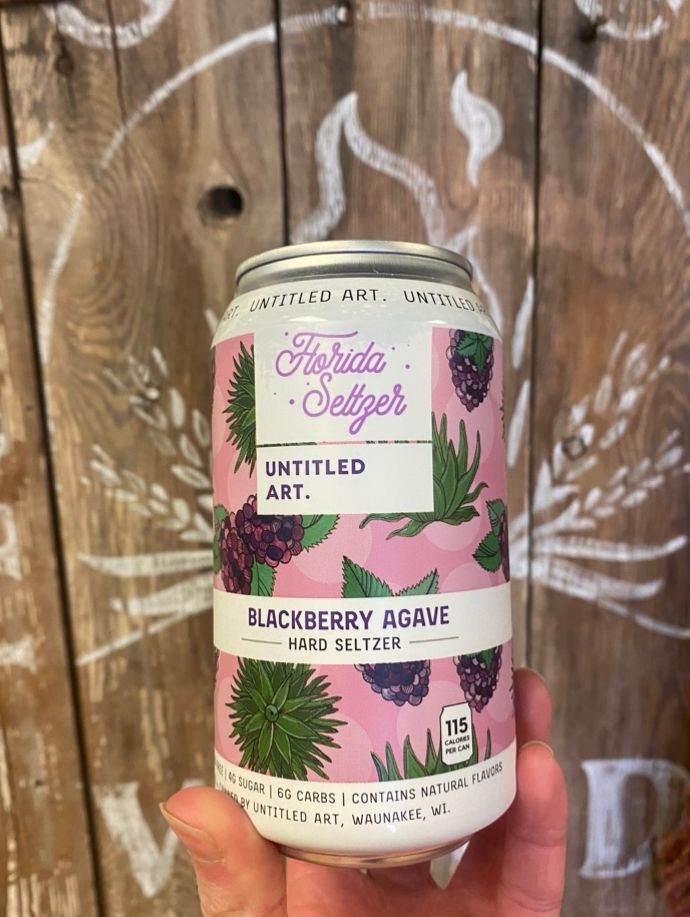 UNTITLED ART. UNTITLED
Florida
Seltzer
UNTITLED
ART.
BLACKBERRY AGAVE
HARD SELTZER
115
CALORIES
PER CAN
| 4G SUGAR | 6G CARBS | CONTAINS NATURAL FLAVORS
BY UNTITLED ART, WAUNAKEE, WI.